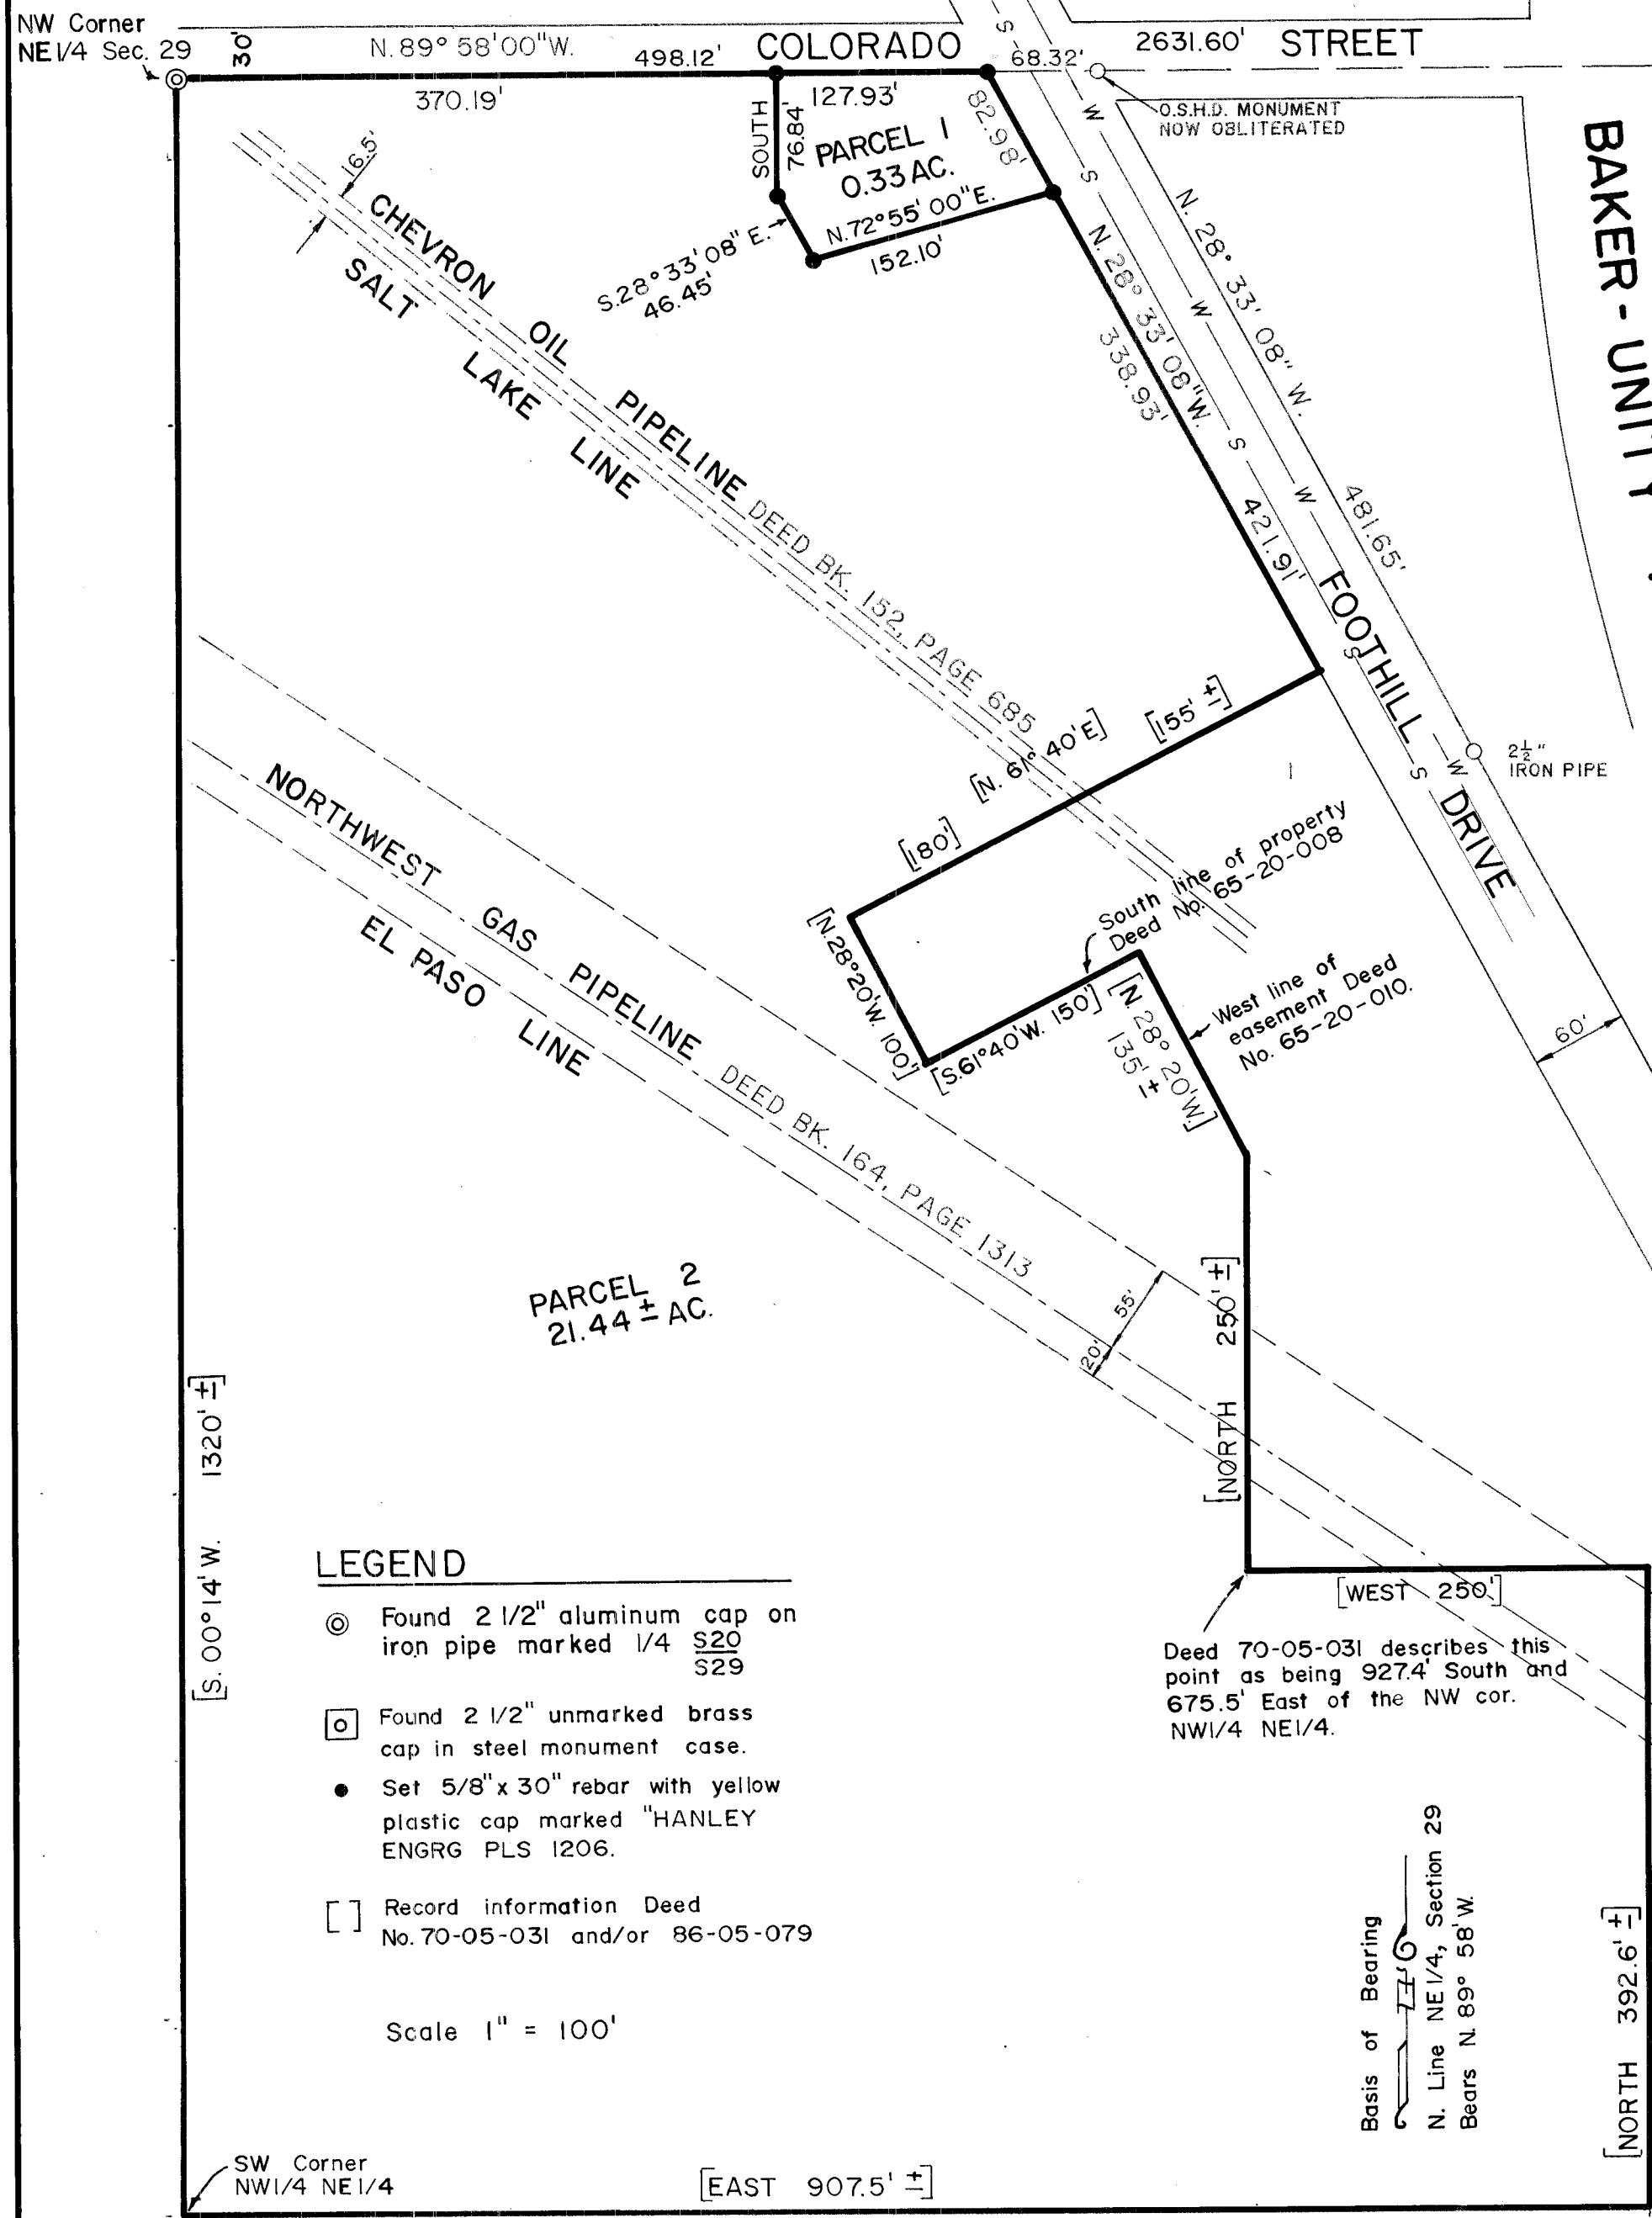 NW Corner
NE 1/4 Sec. 29
30'
N. 89° 58' 00" W.
498.12'
COLORADO
68.32'
2631.60'
STREET
370.19'
127.93'
O.S.H.D. MONUMENT
NOW OBLITERATED
SOUTH
76.84'
PARCEL 1
0.33 AC.
82.98'
N. 72° 55' 00" E.
152.10'
S. 28° 33' 08" E.
46.45'
16.5'
CHEVRON OIL PIPELINE DEED BK. 152, PAGE 685
SALT LAKE LINE
N. 28° 33' 08" W.
338.93'
421.91'
N. 28° 33' 08" W.
481.65'
S W S W S W S W S W S W
BAKER - UNITY
FOOTHILL DRIVE
2 1/2"
IRON PIPE
[N. 61° 40' E]
[155' ±]
[180']
South line of property
Deed No. 65-20-008
NORTHWEST GAS PIPELINE DEED BK. 164, PAGE 1313
EL PASO LINE
[N. 28° 20' W. 100']
[S. 61° 40' W. 150']
[N. 28° 20' W.
135' ±]
West line of
easement Deed
No. 65-20-010.
60'
55'
20'
PARCEL 2
21.44 ± AC.
[NORTH 250' ±]
[S. 00° 14' W. 1320' ±]
[WEST 250']
Deed 70-05-031 describes this
point as being 927.4' South and
675.5' East of the NW cor.
NW1/4 NE1/4.
LEGEND
Found 2 1/2" aluminum cap on
iron pipe marked 1/4 S20
S29
Found 2 1/2" unmarked brass
cap in steel monument case.
Set 5/8" x 30" rebar with yellow
plastic cap marked "HANLEY
ENGRG PLS 1206.
[ ] Record information Deed
No. 70-05-031 and/or 86-05-079
Scale 1" = 100'
Basis of Bearing
N. Line NE 1/4, Section 29
Bears N. 89° 58' W.
[NORTH 392.6' ±]
SW Corner
NW1/4 NE1/4
[EAST 907.5' ±]